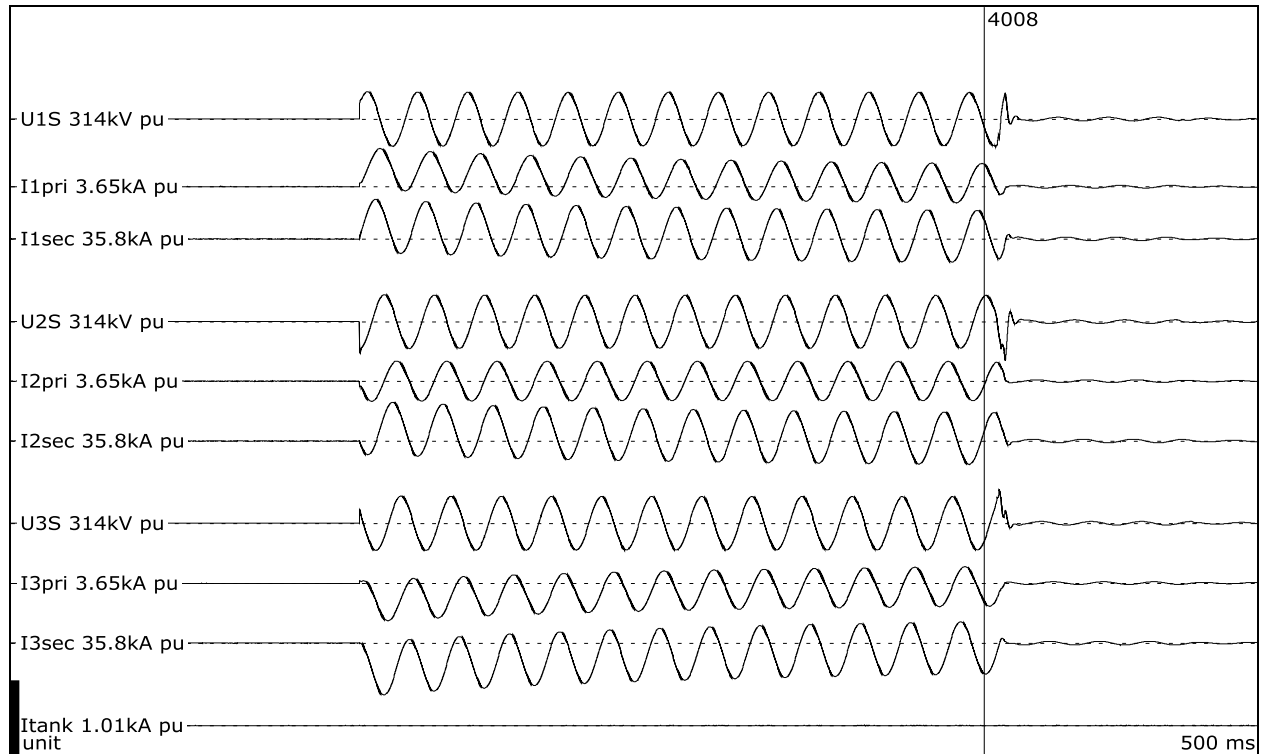 4008
U1S 314kV pu
I1pri 3.65kA pu
I1sec 35.8kA pu
U2S 314kV pu
I2pri 3.65kA pu
I2sec 35.8kA pu
U3S 314kV pu
I3pri 3.65kA pu
I3sec 35.8kA pu
Itank 1.01kA pu
unit
500 ms